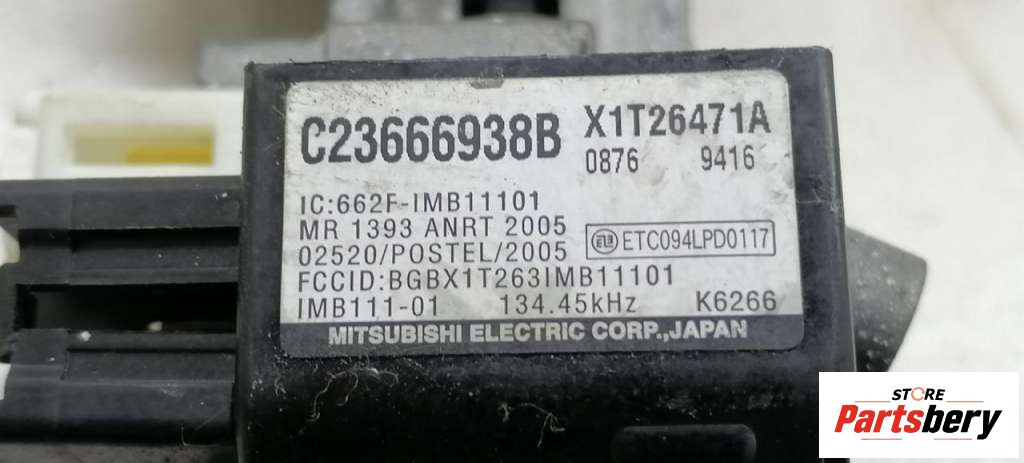 C23666938B X1T26471A
0876 9416
IC:662F-IMB11101
MR 1393 ANRT 2005
02520/POSTEL/2005 ETC094LPD0117
FCCID:BGBX1T263IMB11101
IMB111-01 134.45kHz K6266
MITSUBISHI ELECTRIC CORP.,JAPAN
STORE
Partsbery